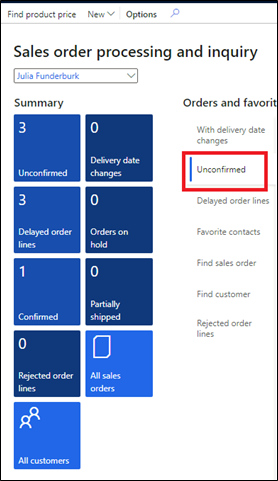 Find product price New Options
Sales order processing and inquiry
Julia Funderburk
Summary
3
Unconfirmed
0
Delivery date
changes
3
Delayed order
lines
0
Orders on
hold
1
Confirmed
0
Partially
shipped
0
Rejected order
lines
All sales
orders
All customers
Orders and favorit
With delivery date
changes
Unconfirmed
Delayed order lines
Favorite contacts
Find sales order
Find customer
Rejected order
lines